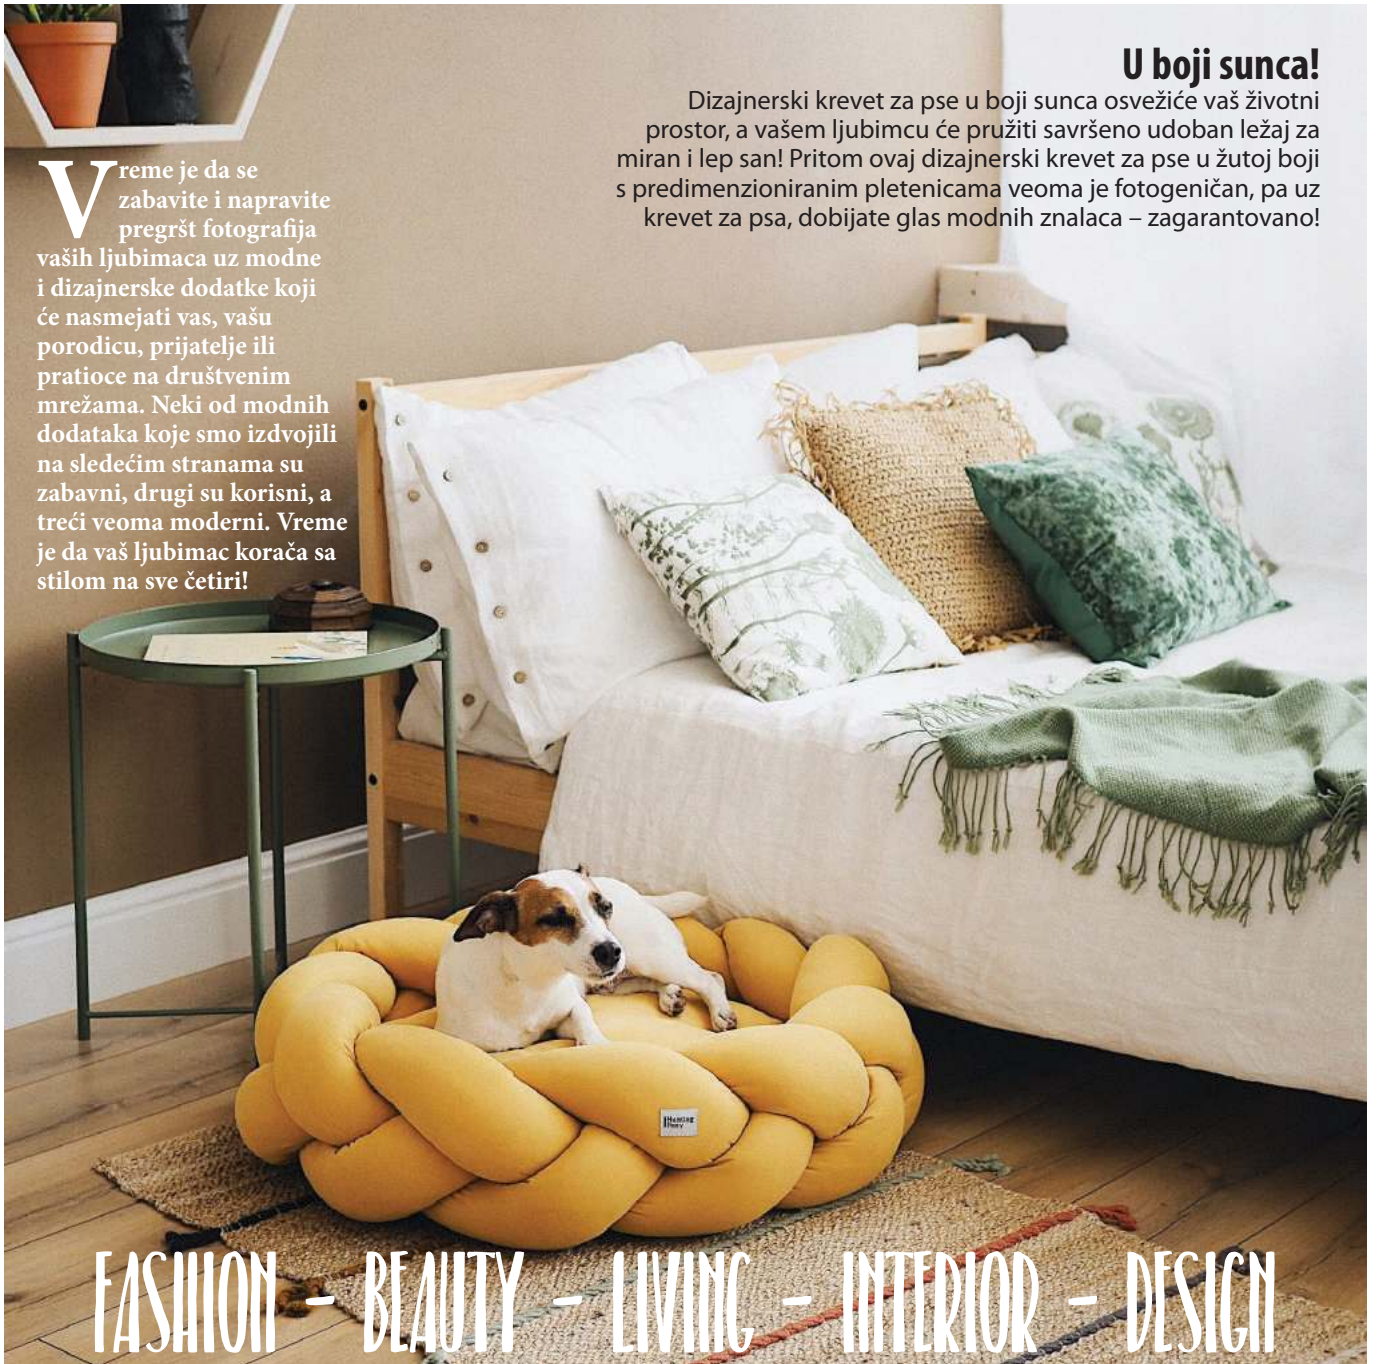 U boji sunca!
Dizajnerski krevet za pse u boji sunca osvežiće vaš životni
prostor, a vašem ljubimcu će pružiti savršeno udoban ležaj za
miran i lep san! Pritom ovaj dizajnerski krevet za pse u žutoj boji
s predimenzioniranim pletenicama veoma je fotogeničan, pa uz
krevet za psa, dobijate glas modnih znalaca – zagarantovano!
Vreme je da se
zabavite i napravite
pregršt fotografija
vaših ljubimaca uz modne
i dizajnerske dodatke koji
će nasmejati vas, vašu
porodicu, prijatelje ili
pratioce na društvenim
mrežama. Neki od modnih
dodataka koje smo izdvojili
na sledećim stranama su
zabavni, drugi su korisni, a
treći veoma moderni. Vreme
je da vaš ljubimac korača sa
stilom na sve četiri!
Hunting
Pony
FASHION – BEAUTY – LIVING – INTERIOR – DESIGN